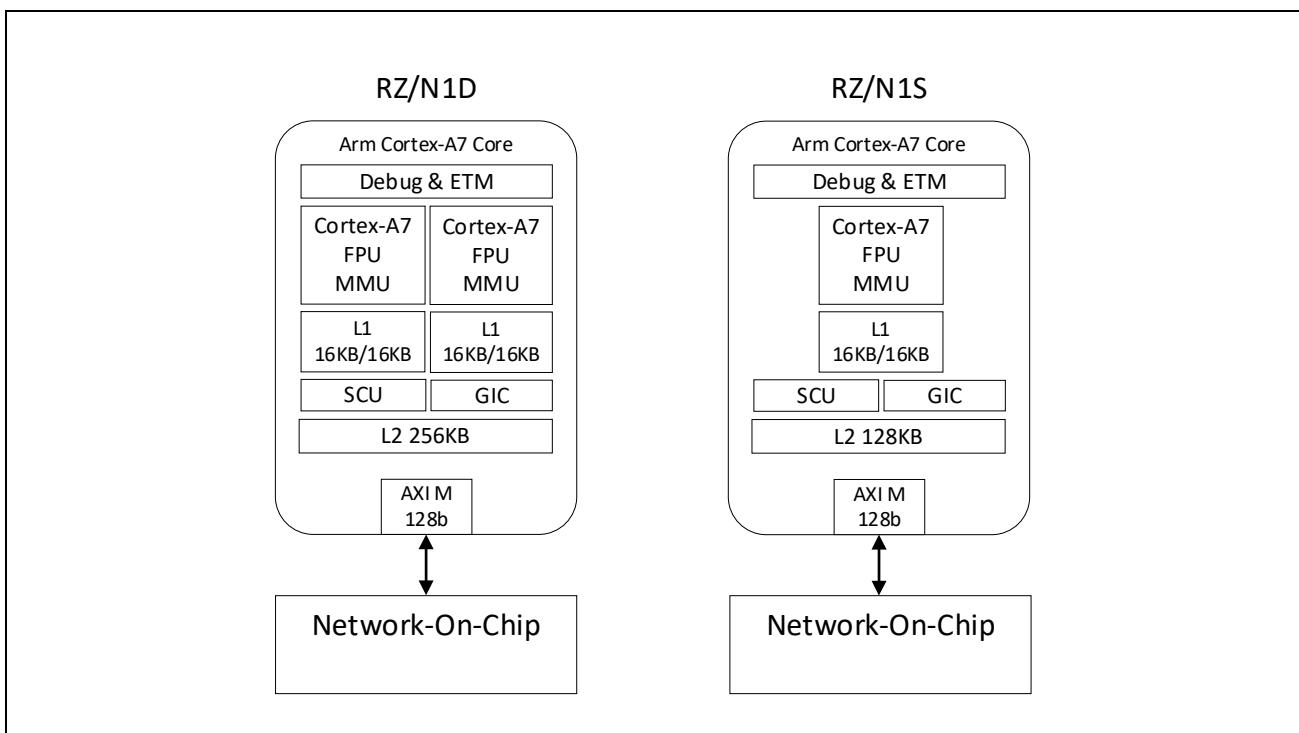 RZ/N1D
Arm Cortex-A7 Core
Debug & ETM
Cortex-A7
FPU
MMU
Cortex-A7
FPU
MMU
L1
16KB/16KB
L1
16KB/16KB
SCU
GIC
L2 256KB
AXI M
128b
Network-On-Chip
RZ/N1S
Arm Cortex-A7 Core
Debug & ETM
Cortex-A7
FPU
MMU
L1
16KB/16KB
SCU
GIC
L2 128KB
AXI M
128b
Network-On-Chip